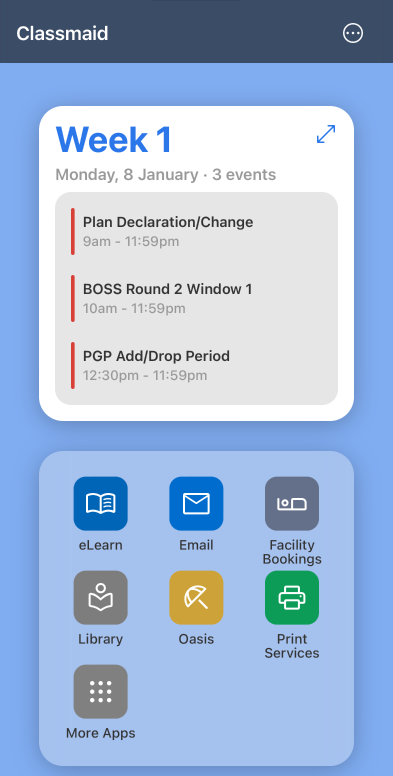 Classmaid
Week 1
Monday, 8 January · 3 events
Plan Declaration/Change
9am - 11:59pm
BOSS Round 2 Window 1
10am - 11:59pm
PGP Add/Drop Period
12:30pm - 11:59pm
eLearn
Email
Facility
Bookings
Library
Oasis
Print
Services
More Apps